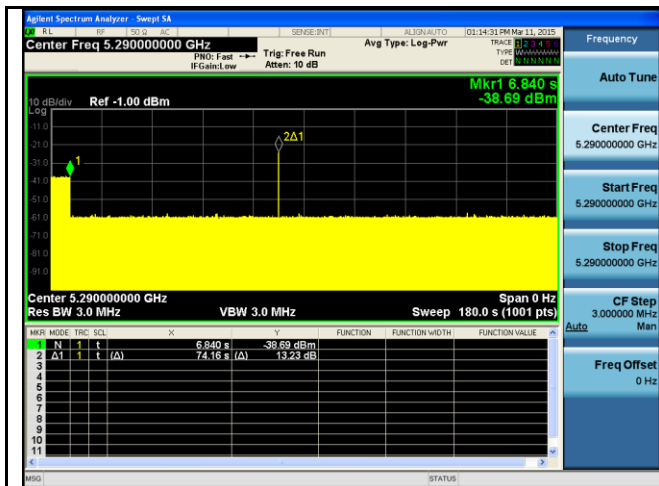 Agilent Spectrum Analyzer - Swept SA
RL RF 50 Ω AC SENSE:INT ALIGNAUTO 01:14:31 PM Mar 11, 2015
Center Freq 5.290000000 GHz
PNO: Fast
IFGain:Low
Trig: Free Run
Atten: 10 dB
Avg Type: Log-Pwr
TRACE 1 2 3 4 5 6
TYPE
DET N N N N N N
Mkr1 6.840 s
-38.69 dBm
10 dB/div Ref -1.00 dBm
Log
-11.0
-21.0
-31.0
-41.0
-51.0
-61.0
-71.0
-81.0
-91.0
1
2Δ1
Center 5.290000000 GHz Span 0 Hz
Res BW 3.0 MHz VBW 3.0 MHz Sweep 180.0 s (1001 pts)
MKR MODE TRC SCL X Y FUNCTION FUNCTION WIDTH FUNCTION VALUE
1 N 1 t 6.840 s -38.69 dBm
2 Δ1 1 t (Δ) 74.16 s (Δ) 13.23 dB
3
4
5
6
7
8
9
10
11
MSG STATUS
Frequency
Auto Tune
Center Freq
5.290000000 GHz
Start Freq
5.290000000 GHz
Stop Freq
5.290000000 GHz
CF Step
3.000000 MHz
Auto Man
Freq Offset
0 Hz